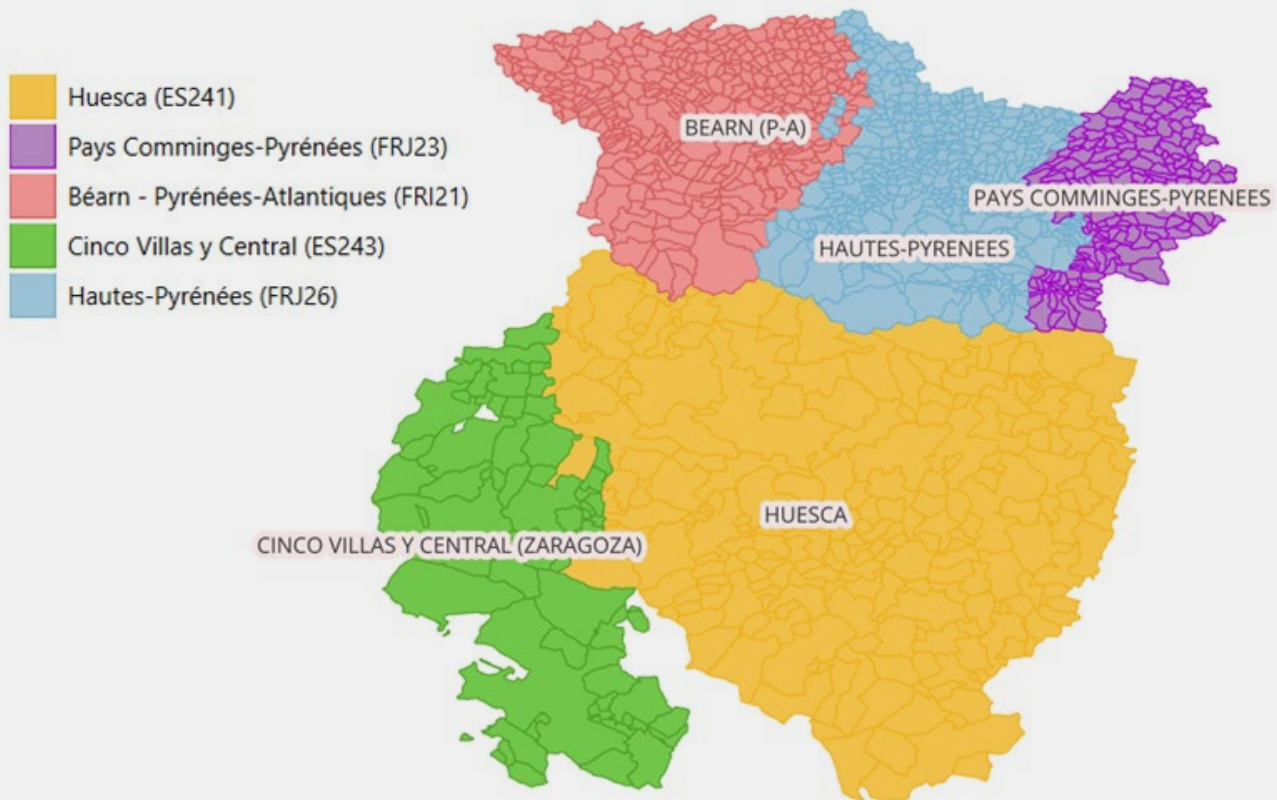 Huesca (ES241)
Pays Comminges-Pyrénées (FRJ23)
Béarn - Pyrénées-Atlantiques (FRI21)
Cinco Villas y Central (ES243)
Hautes-Pyrénées (FRJ26)
BEARN (P-A)
PAYS COMMINGES-PYRENEES
HAUTES-PYRENEES
HUESCA
CINCO VILLAS Y CENTRAL (ZARAGOZA)